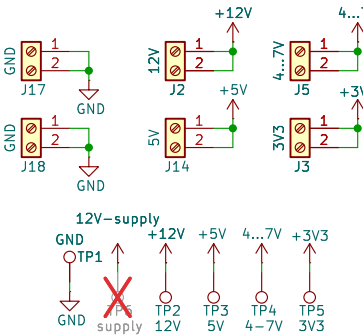 +12V 4...7V
GND 1 2 J17 GND
12V 1 2 J2
4...7V 1 2 J5
+5V +3V
GND 1 2 J18 GND
5V 1 2 J14
3V3 1 2 J3
12V-supply
GND TP1 GND
TP6 supply
+12V TP2 12V
+5V TP3 5V
4...7V TP4 4-7V
+3V3 TP5 3V3